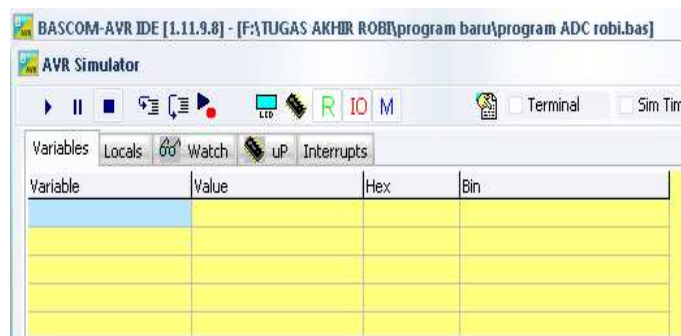 BASCOM-AVR IDE [1.11.9.8] - [F:\TUGAS AKHIR ROBI\program baru\program ADC robi.bas]
AVR Simulator
LCD R IO M Terminal Sim Tim
Variables Locals Watch uP Interrupts
Variable Value Hex Bin